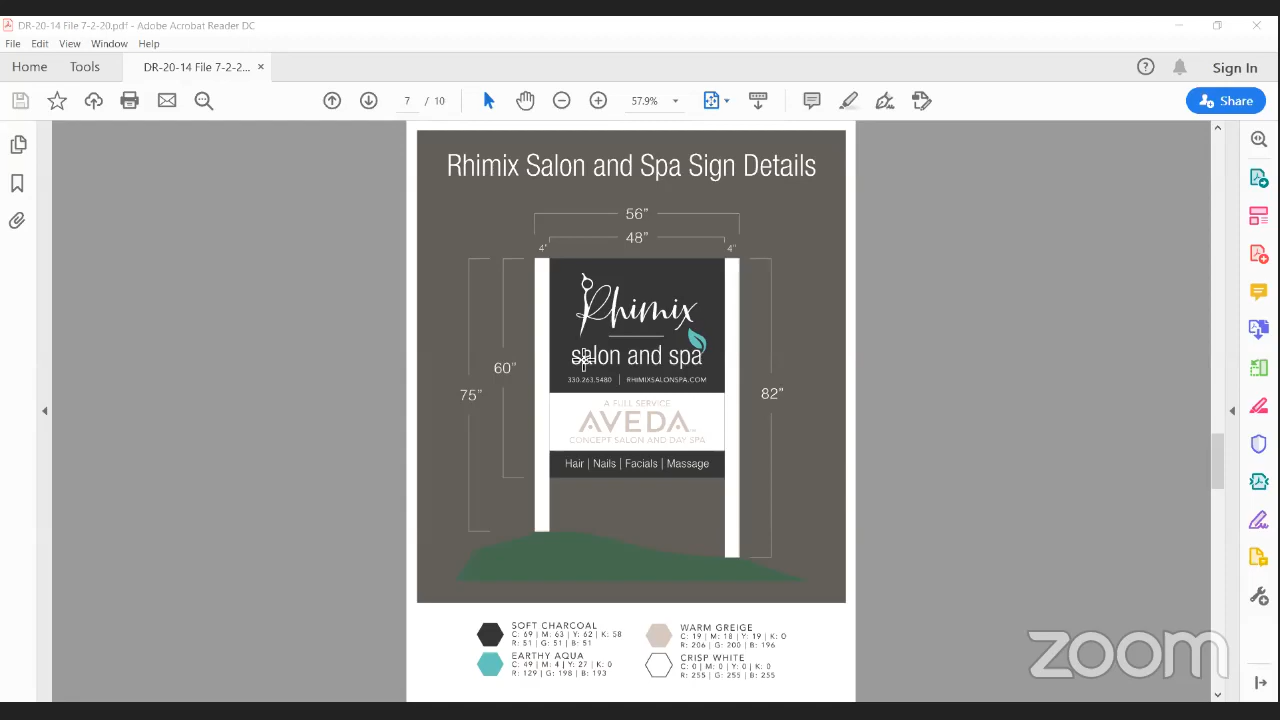 DR-20-14 File 7-2-20.pdf - Adobe Acrobat Reader DC
File Edit View Window Help
Home Tools DR-20-14 File 7-2-2... × Sign In
7 / 10 57.9% Share
Rhimix Salon and Spa Sign Details
56”
48”
4” 4”
Rhimix
salon and spa
330.263.5480 | RHIMIXSALONSPA.COM
60”
75”
82”
A FULL SERVICE
AVEDA
CONCEPT SALON AND DAY SPA
Hair | Nails | Facials | Massage
SOFT CHARCOAL
C: 69 | M: 63 | Y: 62 | K: 58
R: 51 | G: 51 | B: 51
EARTHY AQUA
C: 49 | M: 4 | Y: 27 | K: 0
R: 129 | G: 198 | B: 193
WARM GREIGE
C: 19 | M: 18 | Y: 19 | K: 0
R: 206 | G: 200 | B: 196
CRISP WHITE
C: 0 | M: 0 | Y: 0 | K: 0
R: 255 | G: 255 | B: 255
zoom